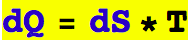 dQ = dS * T